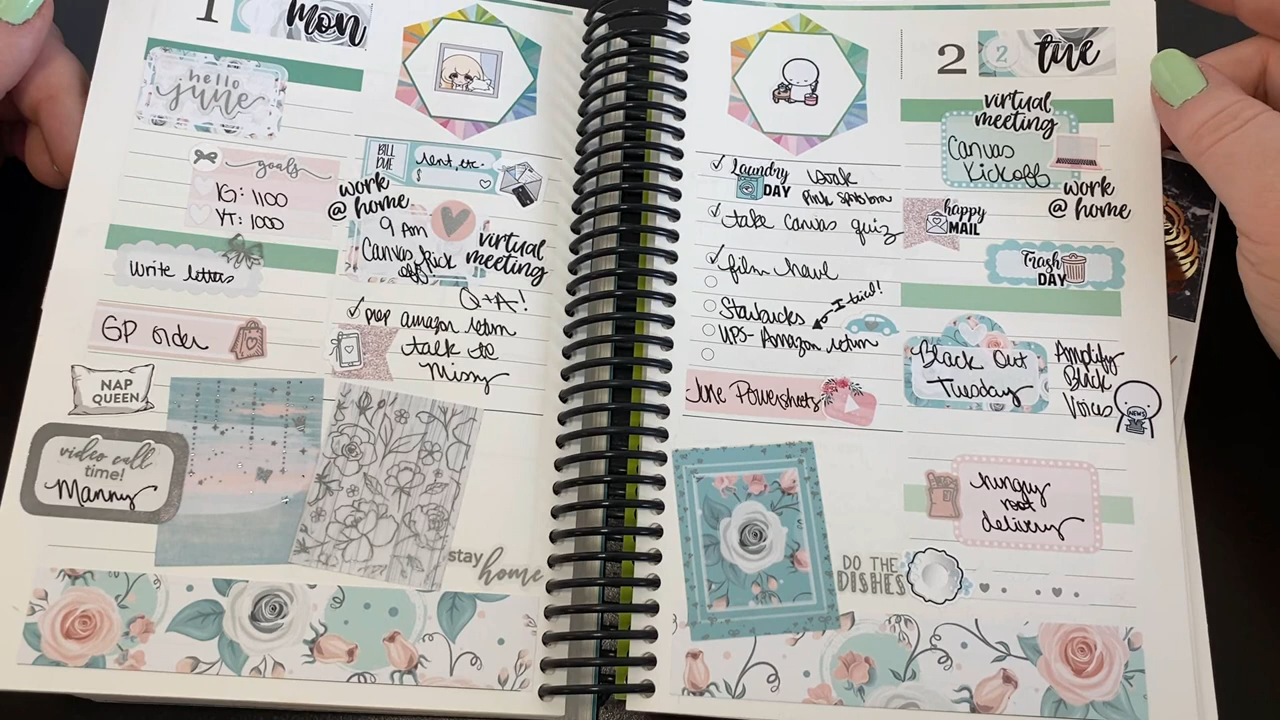 1
mon
hello
june
goals
IG: 1100
YT: 1000
Write letters
GP order
NAP
QUEEN
video call
time!
Manny
BILL
DUE
rent, etc.
$
work
@ home
9 Am
Canvas Kick
off!
virtual
meeting
Q+A!
✓ prep amazon return
talk to
Missy
stay
home
✓ Laundry
DAY
work
✓ take Canvas quiz
✓ film haul
Starbucks
I tried!
UPS- Amazon return
June Powersheets
DO THE
DISHES
2
2
tue
virtual
meeting
Canvas
Kickoff
work
@ home
happy
MAIL
Trash
DAY
Black Out
Tuesday
Amplify
Black
Voices
NEWS
hungry
root
delivery